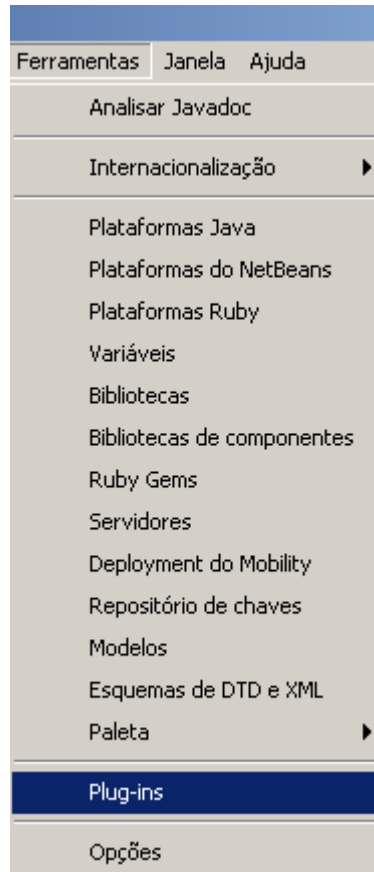 Ferramentas Janela Ajuda
Analisar Javadoc
Internacionalização
Plataformas Java
Plataformas do NetBeans
Plataformas Ruby
Variáveis
Bibliotecas
Bibliotecas de componentes
Ruby Gems
Servidores
Deployment do Mobility
Repositório de chaves
Modelos
Esquemas de DTD e XML
Paleta
Plug-ins
Opções